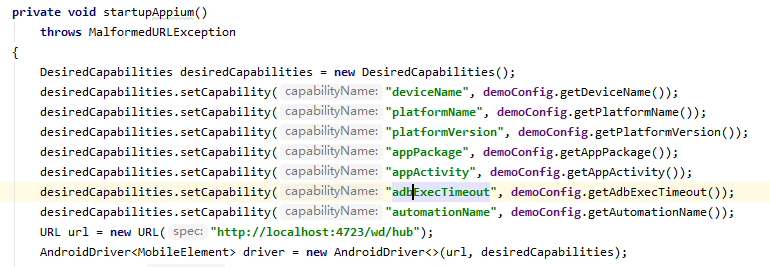 private void startupAppium()
throws MalformedURLException
{
DesiredCapabilities desiredCapabilities = new DesiredCapabilities();
desiredCapabilities.setCapability( capabilityName: "deviceName", demoConfig.getDeviceName());
desiredCapabilities.setCapability( capabilityName: "platformName", demoConfig.getPlatformName());
desiredCapabilities.setCapability( capabilityName: "platformVersion", demoConfig.getPlatformVersion());
desiredCapabilities.setCapability( capabilityName: "appPackage", demoConfig.getAppPackage());
desiredCapabilities.setCapability( capabilityName: "appActivity", demoConfig.getAppActivity());
desiredCapabilities.setCapability( capabilityName: "adbExecTimeout", demoConfig.getAdbExecTimeout());
desiredCapabilities.setCapability( capabilityName: "automationName", demoConfig.getAutomationName());
URL url = new URL( spec: "http://localhost:4723/wd/hub");
AndroidDriver<MobileElement> driver = new AndroidDriver<>(url, desiredCapabilities);